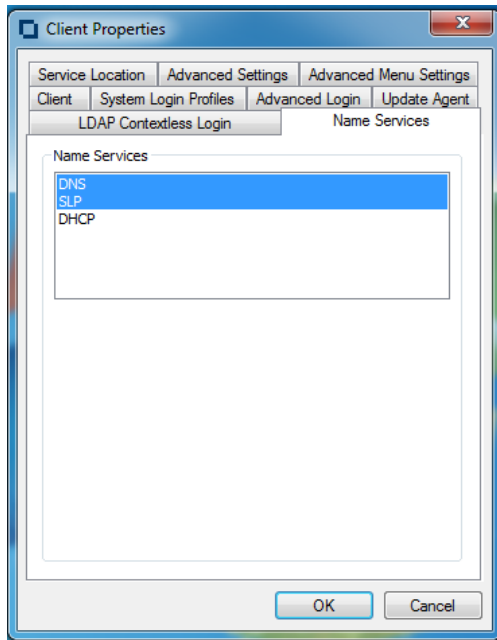 Client Properties
Service Location Advanced Settings Advanced Menu Settings
Client System Login Profiles Advanced Login Update Agent
LDAP Contextless Login Name Services
Name Services
DNS
SLP
DHCP
OK Cancel